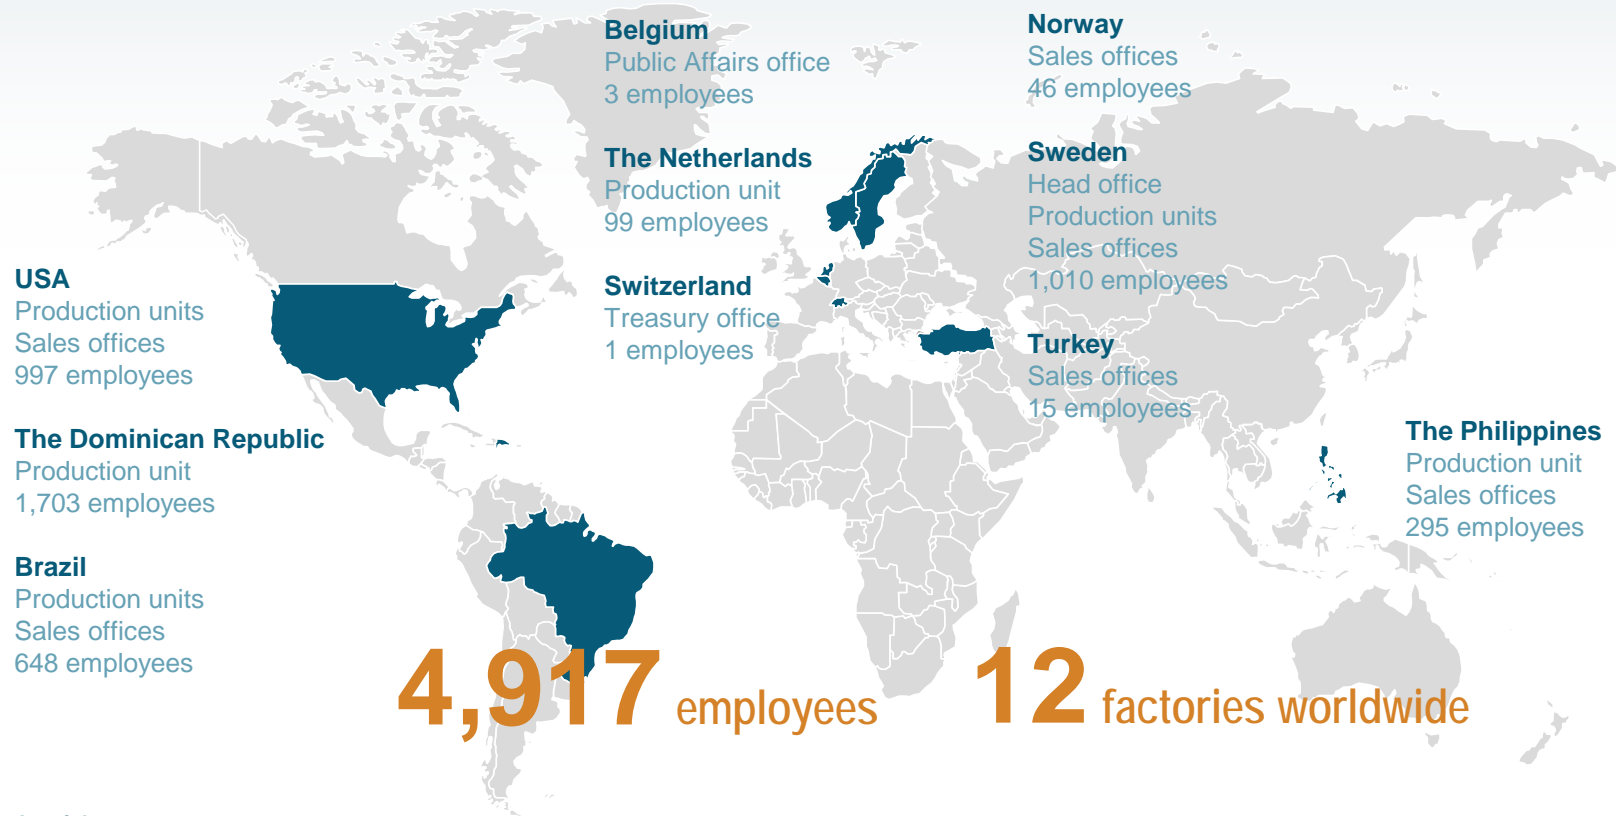 Belgium
Public Affairs office
3 employees
The Netherlands
Production unit
99 employees
Switzerland
Treasury office
1 employees
Norway
Sales offices
46 employees
Sweden
Head office
Production units
Sales offices
1,010 employees
Turkey
Sales offices
15 employees
USA
Production units
Sales offices
997 employees
The Dominican Republic
Production unit
1,703 employees
Brazil
Production units
Sales offices
648 employees
The Philippines
Production unit
Sales offices
295 employees
4,917 employees
12 factories worldwide